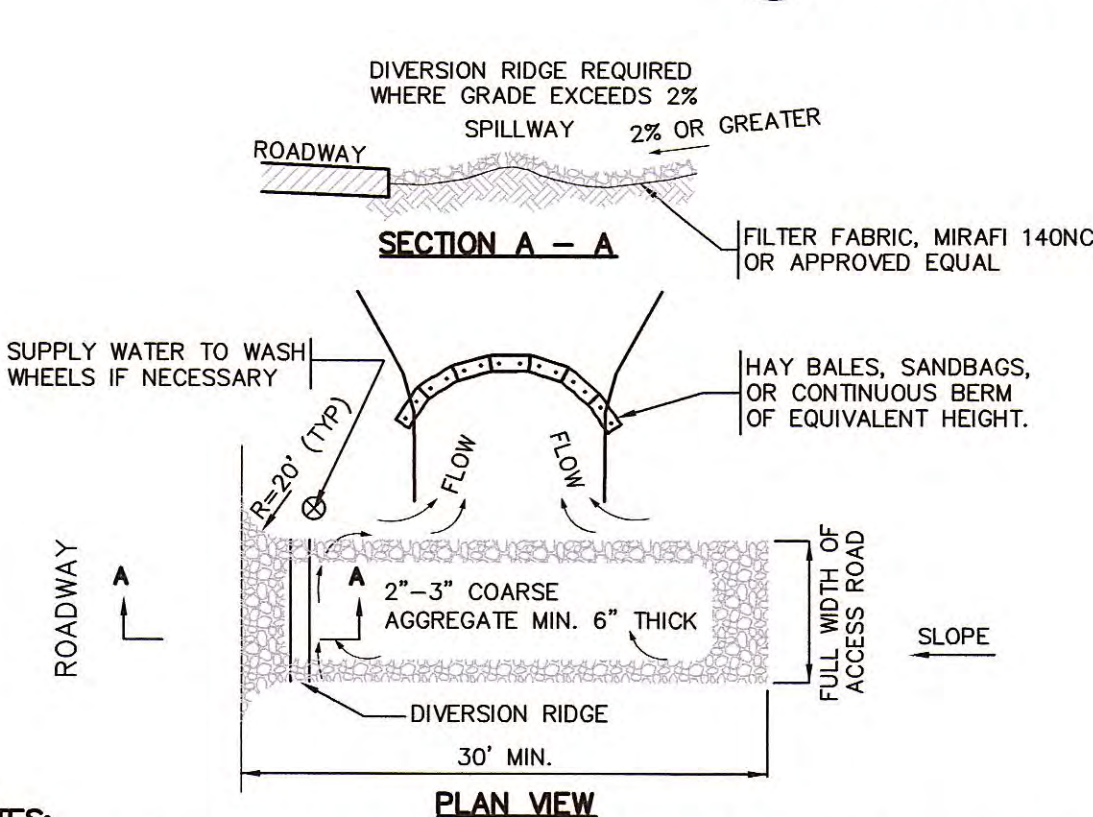 DIVERSION RIDGE REQUIRED
WHERE GRADE EXCEEDS 2%
SPILLWAY
2% OR GREATER
ROADWAY
SECTION A – A
FILTER FABRIC, MIRAFI 140NC
OR APPROVED EQUAL
SUPPLY WATER TO WASH
WHEELS IF NECESSARY
HAY BALES, SANDBAGS,
OR CONTINUOUS BERM
OF EQUIVALENT HEIGHT.
R=20' (TYP)
FLOW
FLOW
ROADWAY
A
A
2"–3" COARSE
AGGREGATE MIN. 6" THICK
FULL WIDTH OF
ACCESS ROAD
SLOPE
DIVERSION RIDGE
30' MIN.
PLAN VIEW